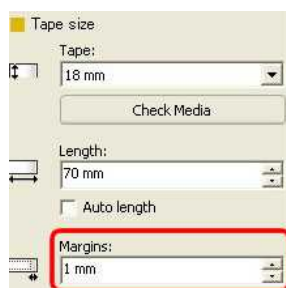 Tape size
Tape:
18 mm
Check Media
Length:
70 mm
Auto length
Margins:
1 mm